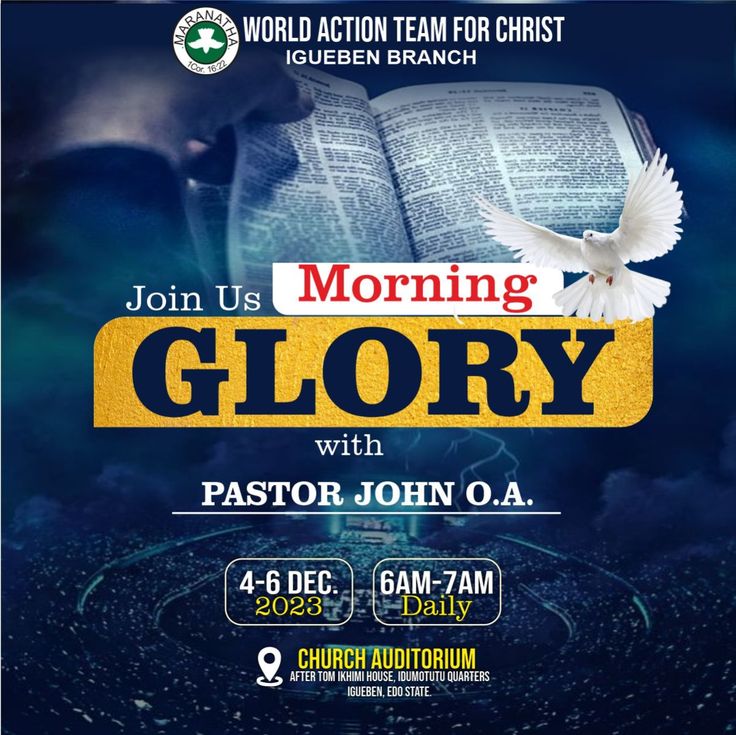 MARANATHA
1Cor. 16:22
WORLD ACTION TEAM FOR CHRIST
IGUEBEN BRANCH
Join Us Morning
GLORY
with
PASTOR JOHN O.A.
4-6 DEC.
2023
6AM-7AM
Daily
CHURCH AUDITORIUM
AFTER TOM IKHIMI HOUSE, IDUMOTUTU QUARTERS
IGUEBEN, EDO STATE.